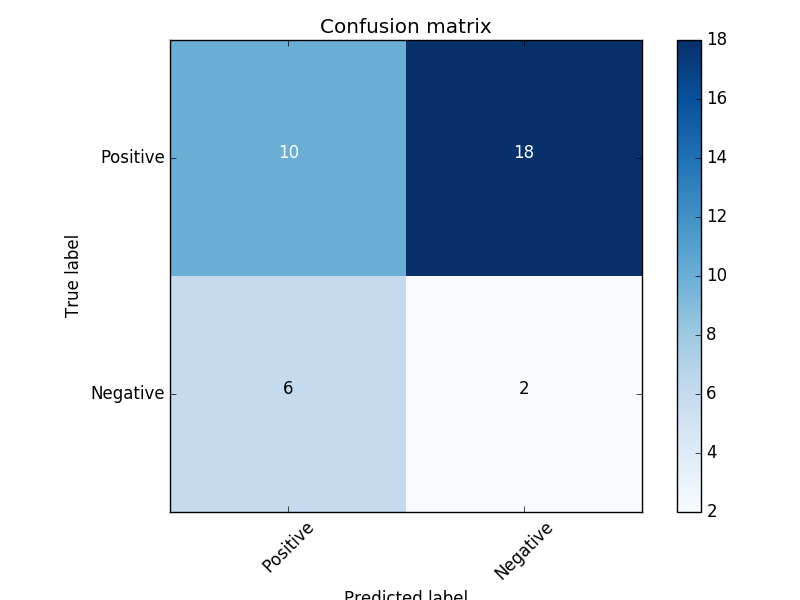 Confusion matrix
18
16
14
12
10
8
6
4
2
Positive
10
18
True label
Negative
6
2
Positive
Negative
Predicted label